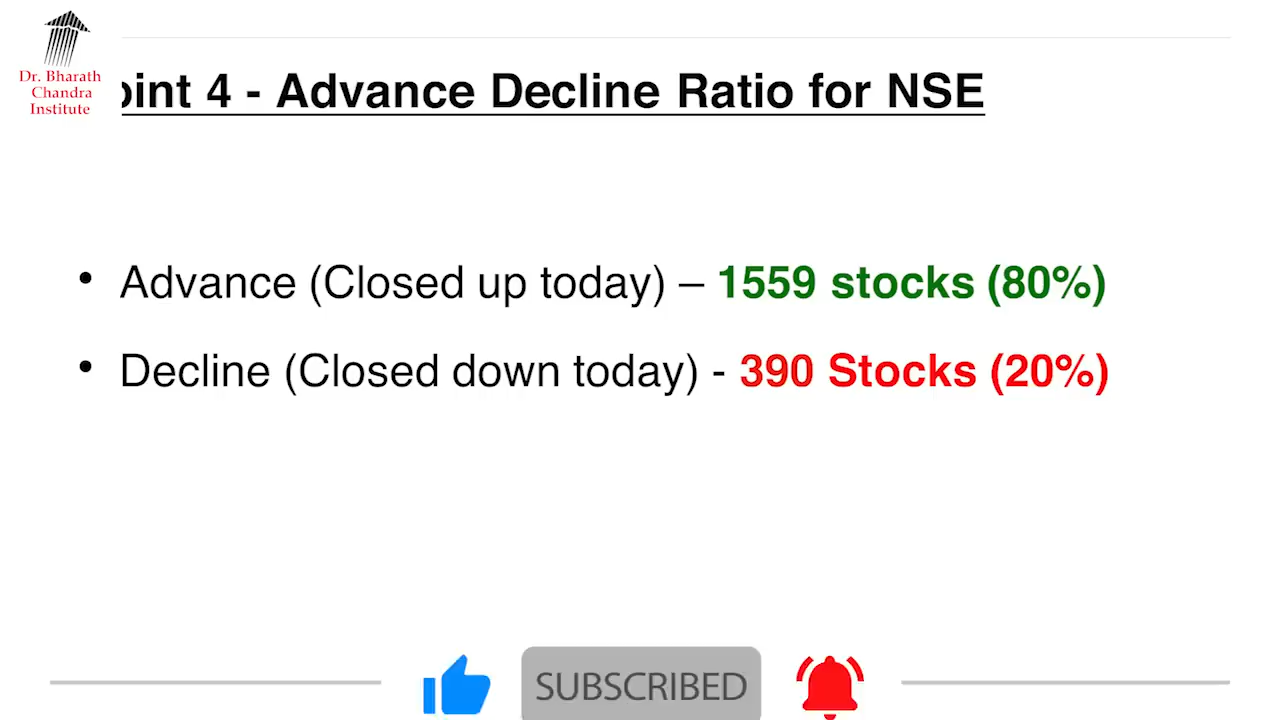 Dr. Bharath
Chandra
Institute
oint 4 - Advance Decline Ratio for NSE
• Advance (Closed up today) – 1559 stocks (80%)
• Decline (Closed down today) - 390 Stocks (20%)
SUBSCRIBED